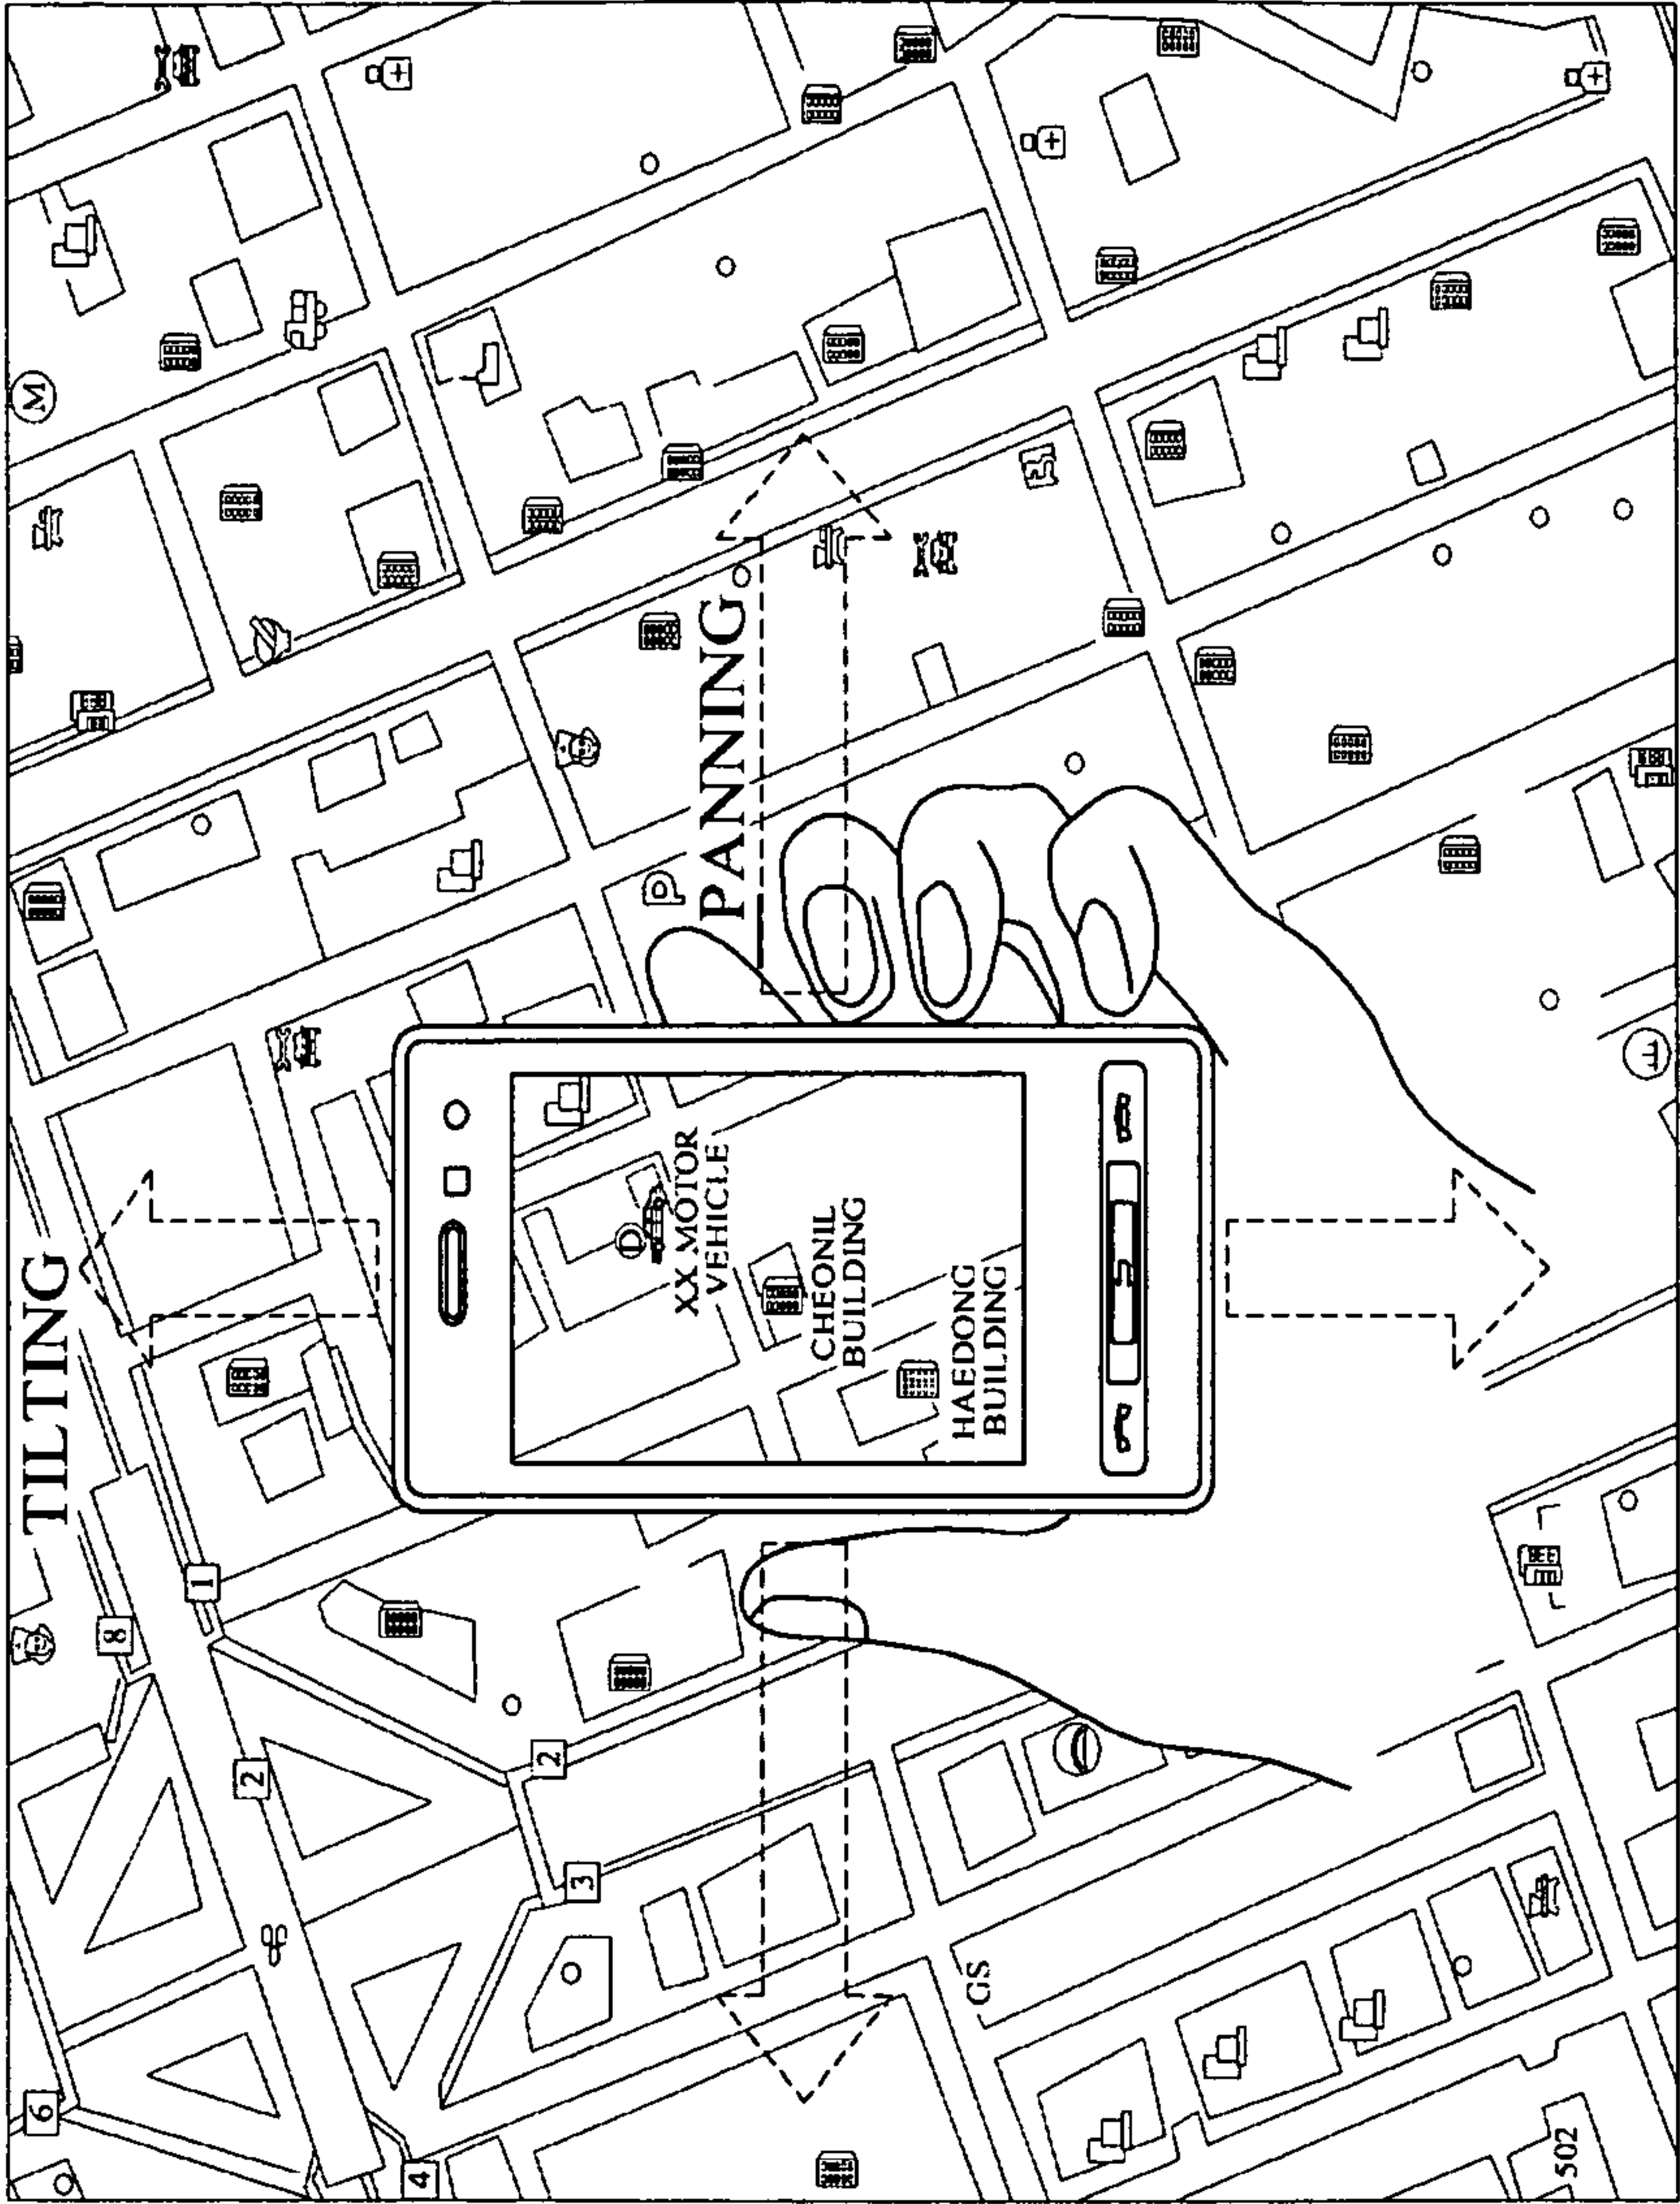 6
TILTING
M
8
1
2
4
2
3
D
P
XX MOTOR
VEHICLE
PANNING
CHEONIL
BUILDING
HAEDONG
BUILDING
GS
502